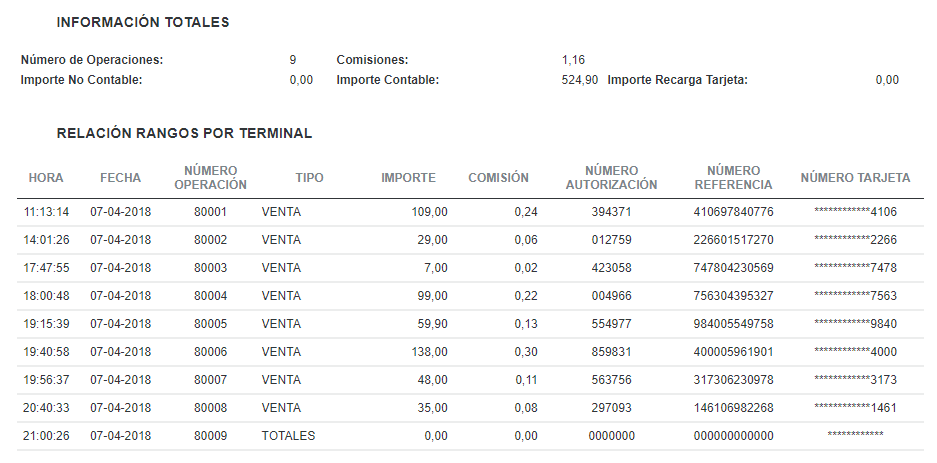 INFORMACIÓN TOTALES
Número de Operaciones: 9 Comisiones: 1,16
Importe No Contable: 0,00 Importe Contable: 524,90 Importe Recarga Tarjeta: 0,00
RELACIÓN RANGOS POR TERMINAL
HORA FECHA NÚMERO OPERACIÓN TIPO IMPORTE COMISIÓN NÚMERO AUTORIZACIÓN NÚMERO REFERENCIA NÚMERO TARJETA
11:13:14 07-04-2018 80001 VENTA 109,00 0,24 394371 410697840776 ************4106
14:01:26 07-04-2018 80002 VENTA 29,00 0,06 012759 226601517270 ************2266
17:47:55 07-04-2018 80003 VENTA 7,00 0,02 423058 747804230569 ************7478
18:00:48 07-04-2018 80004 VENTA 99,00 0,22 004966 756304395327 ************7563
19:15:39 07-04-2018 80005 VENTA 59,90 0,13 554977 984005549758 ************9840
19:40:58 07-04-2018 80006 VENTA 138,00 0,30 859831 400005961901 ************4000
19:56:37 07-04-2018 80007 VENTA 48,00 0,11 563756 317306230978 ************3173
20:40:33 07-04-2018 80008 VENTA 35,00 0,08 297093 146106982268 ************1461
21:00:26 07-04-2018 80009 TOTALES 0,00 0,00 0000000 000000000000 ************